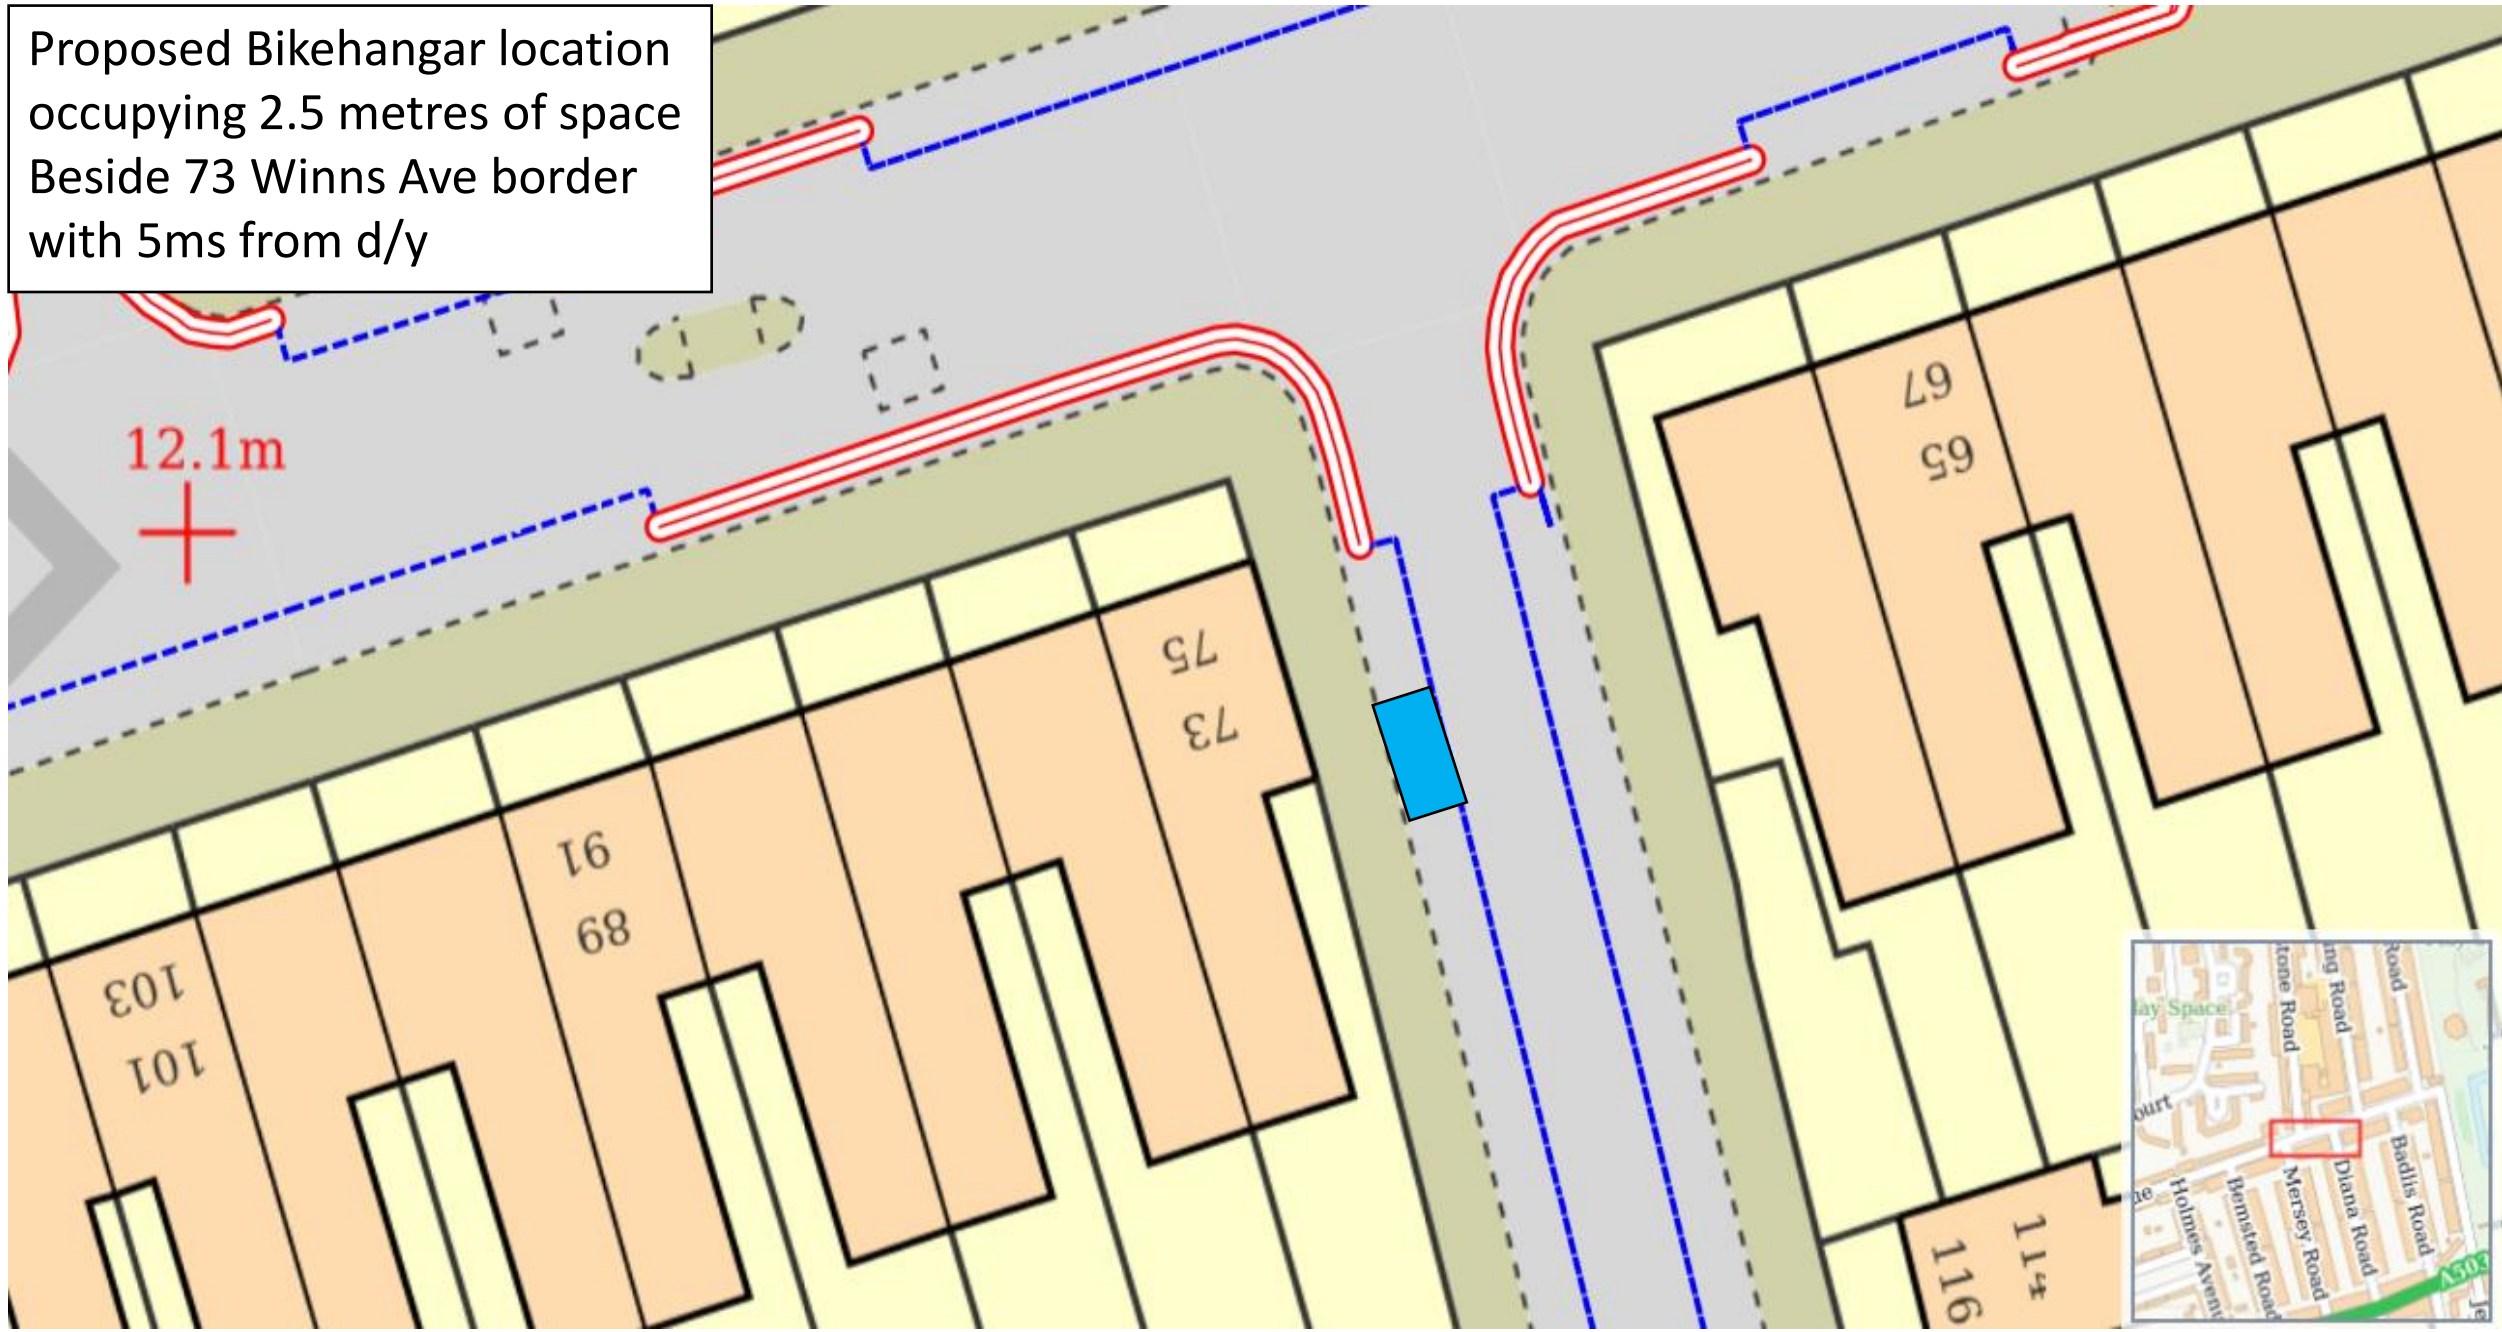 Proposed Bikehangar location
occupying 2.5 metres of space
Beside 73 Winns Ave border
with 5ms from d/y
12.1m
67
65
75
73
91
89
103
101
114
116
Road
Road
Road
Holmes
Bemsted Road
Mersey Road
Diana Road
Badlis Road
A503
Space